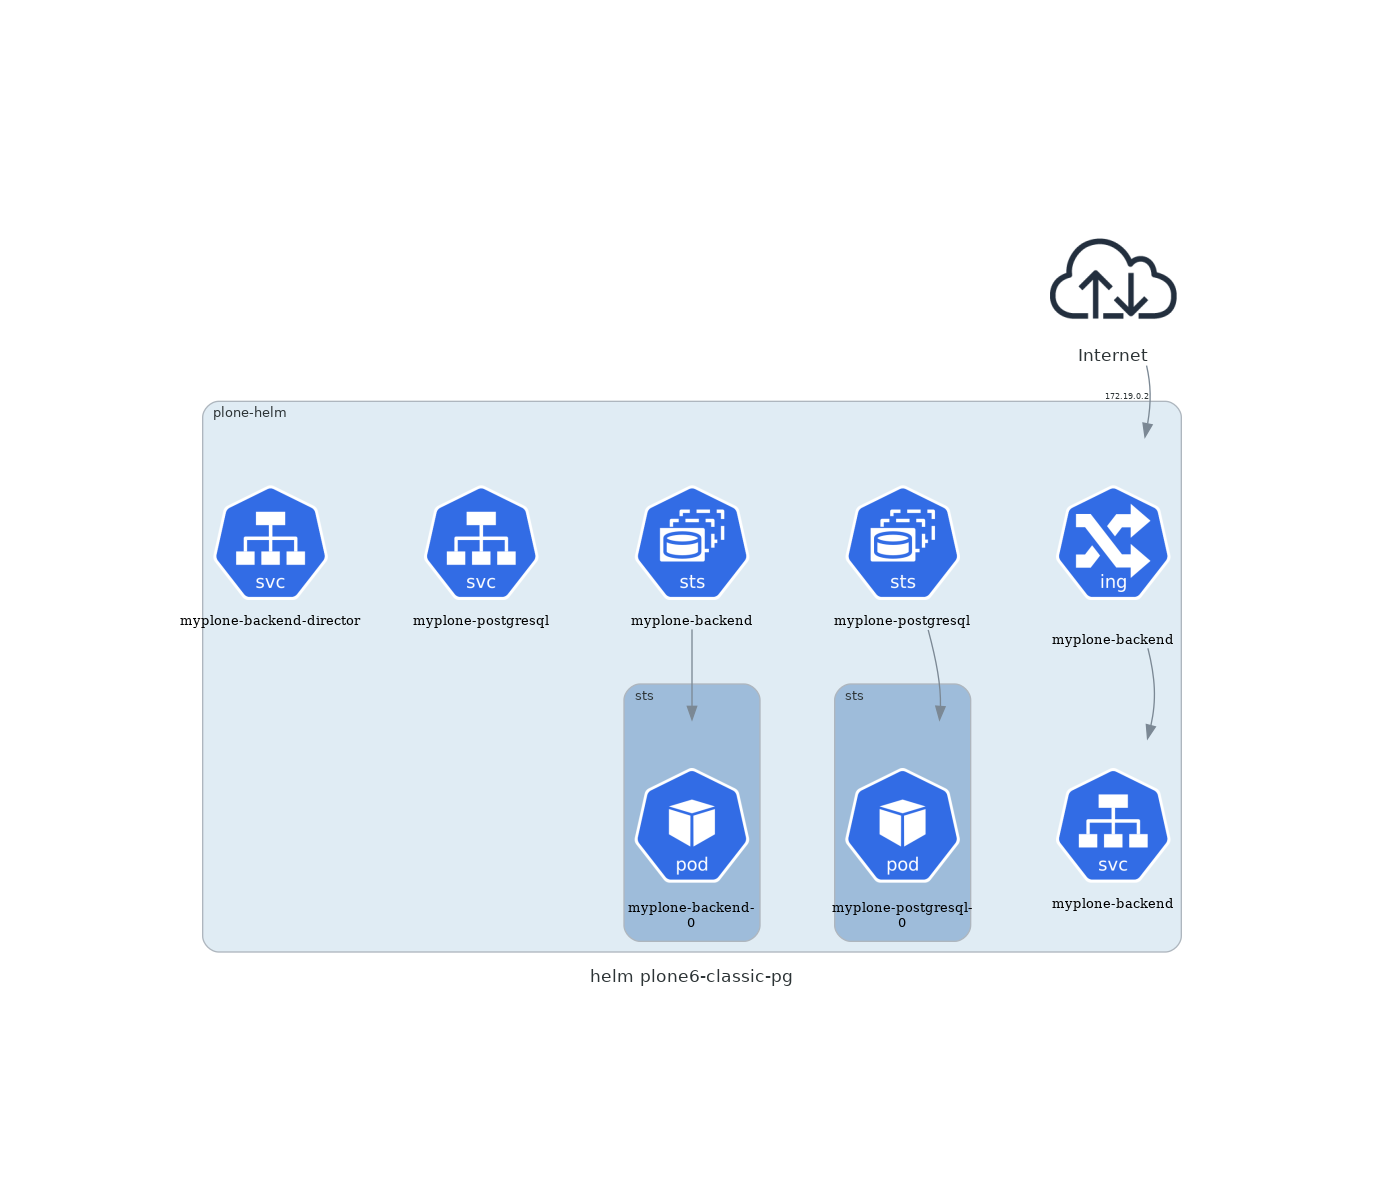 Internet
172.19.0.2
plone-helm
svc
svc
sts
sts
ing
myplone-backend-director
myplone-postgresql
myplone-backend
myplone-postgresql
myplone-backend
sts
sts
pod
pod
svc
myplone-backend-
0
myplone-postgresql-
0
myplone-backend
helm plone6-classic-pg